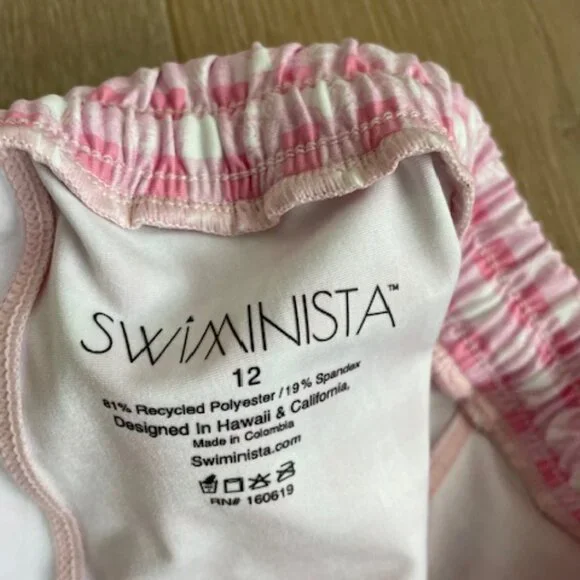 SWiMINISTA™
12
81% Recycled Polyester / 19% Spandex
Designed In Hawaii & California,
Made in Colombia
Swiminista.com
RN# 160619